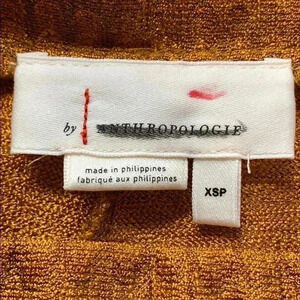 by ANTHROPOLOGIE
made in philippines
fabriqué aux philippines
XSP